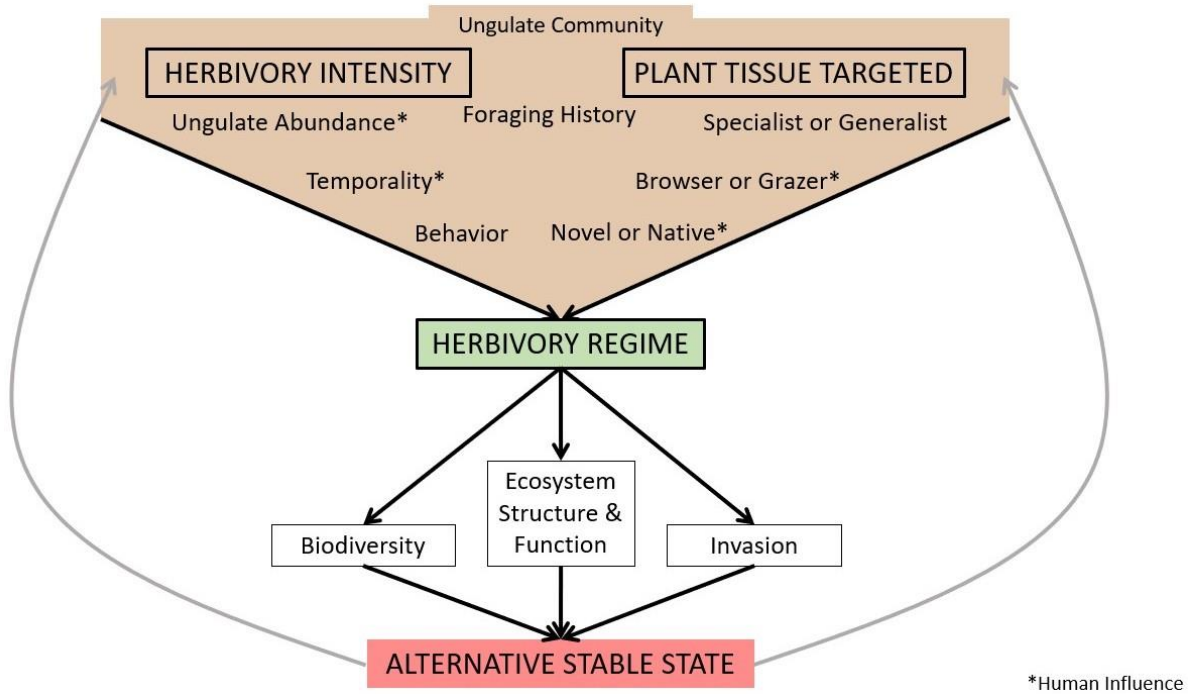 Ungulate Community
HERBIVORY INTENSITY
PLANT TISSUE TARGETED
Ungulate Abundance*
Foraging History
Specialist or Generalist
Temporality*
Browser or Grazer*
Behavior
Novel or Native*
HERBIVORY REGIME
Biodiversity
Ecosystem
Structure &
Function
Invasion
ALTERNATIVE STABLE STATE
*Human Influence